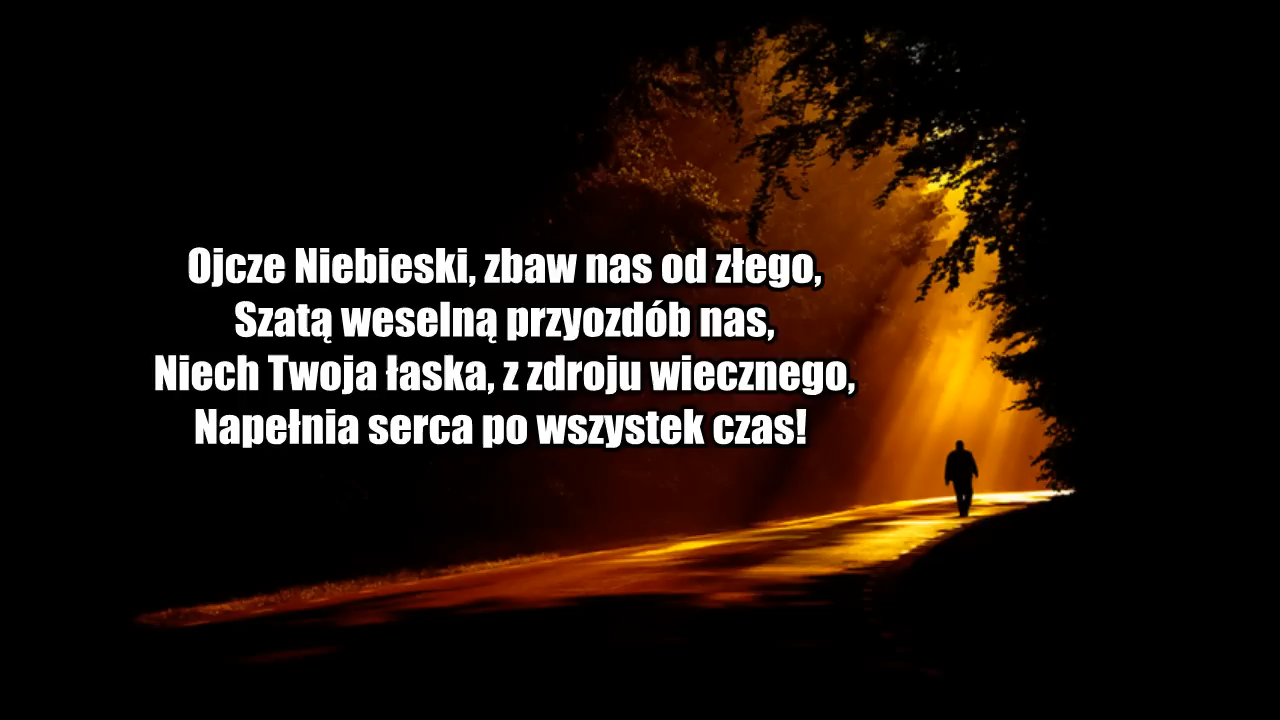 Ojcze Niebieski, zbaw nas od złego,
Szatą weselną przyozdób nas,
Niech Twoja łaska, z zdroju wiecznego,
Napełnia serca po wszystek czas!